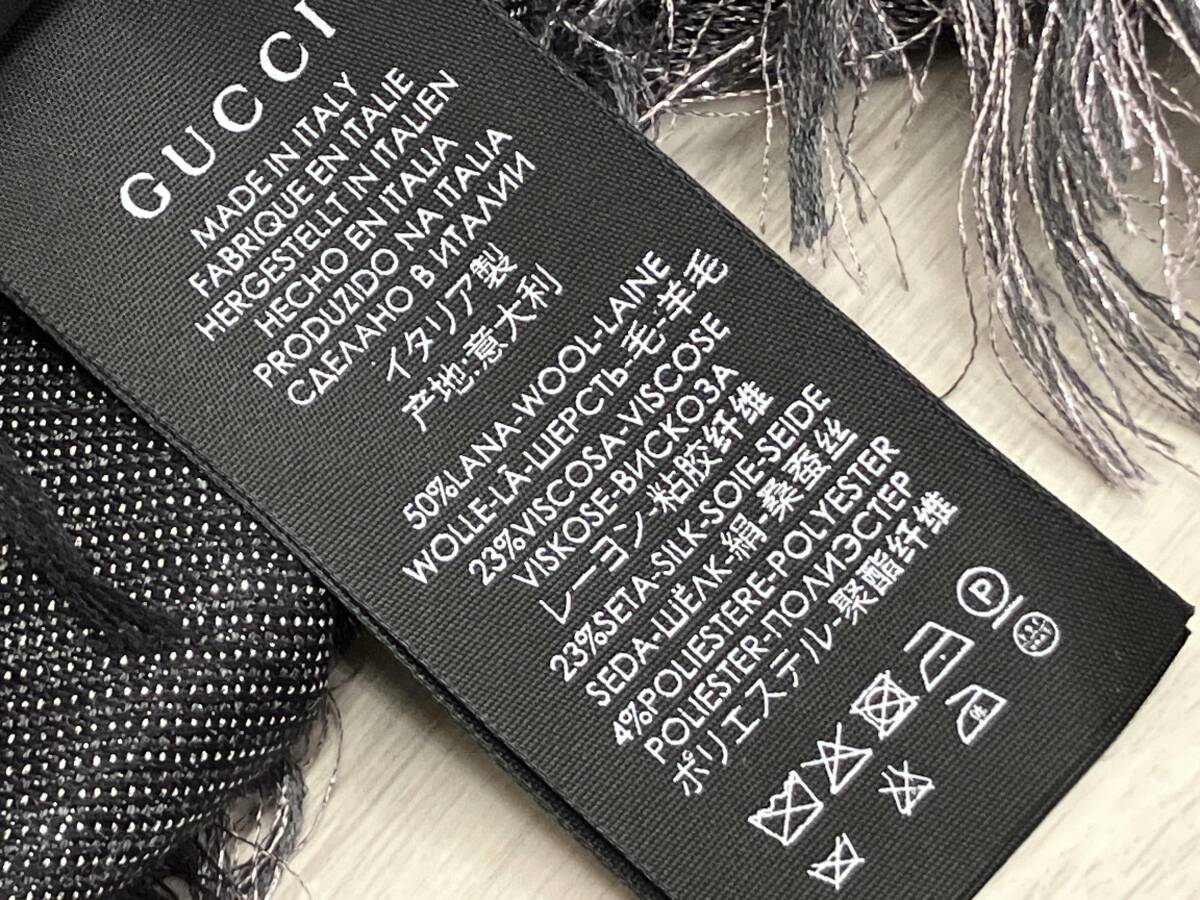 GUCCI
MADE IN ITALY
FABRIQUE EN ITALIE
HERGESTELLT IN ITALIEN
HECHO EN ITALIA
PRODUZIDO NA ITALIA
СДЕЛАНО В ИТАЛИИ
イタリア製
产地:意大利
50%LANA-WOOL-LAINE
WOLLE-LÃ-ШЕРСТЬ-毛-羊毛
23%VISCOSA-VISCOSE
VISKOSE-ВИСКОЗА
レーヨン-粘胶纤维
23%SETA-SILK-SOIE-SEIDE
SEDA-ШЁЛК-絹-桑蚕丝
4%POLIESTERE-POLYESTER
POLIESTER-ПОЛИЭСТЕР
ポリエステル-聚酯纤维
P